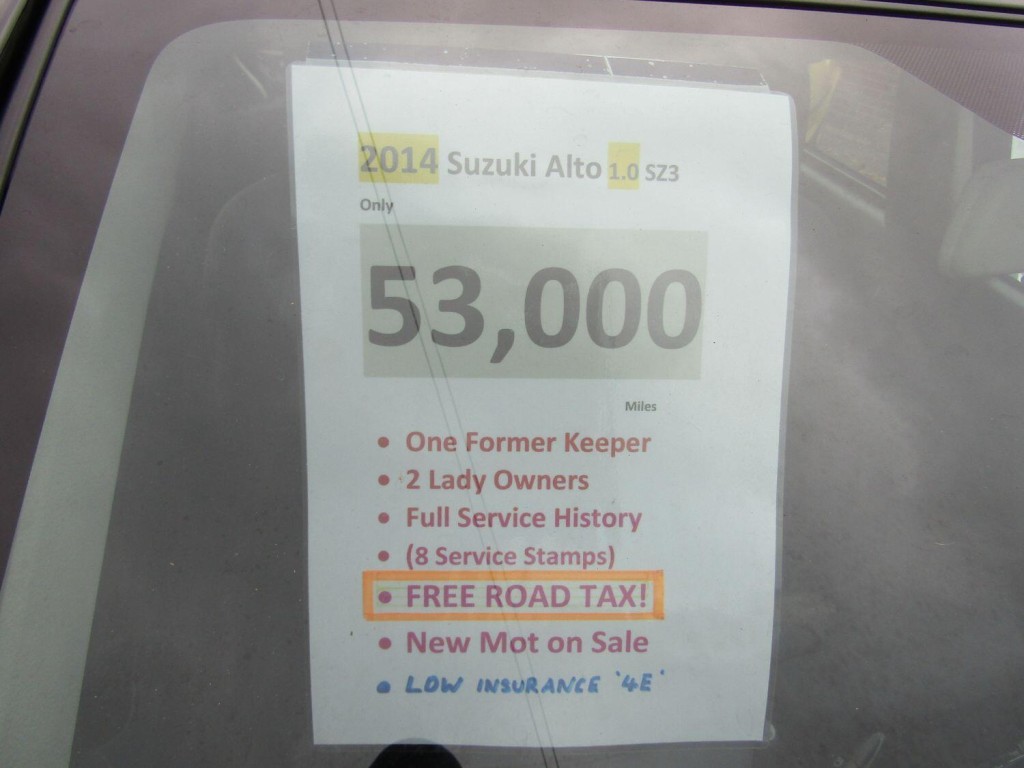 2014 Suzuki Alto 1.0 SZ3
Only
53,000
Miles
• One Former Keeper
• 2 Lady Owners
• Full Service History
• (8 Service Stamps)
• FREE ROAD TAX!
• New Mot on Sale
• LOW INSURANCE '4E'